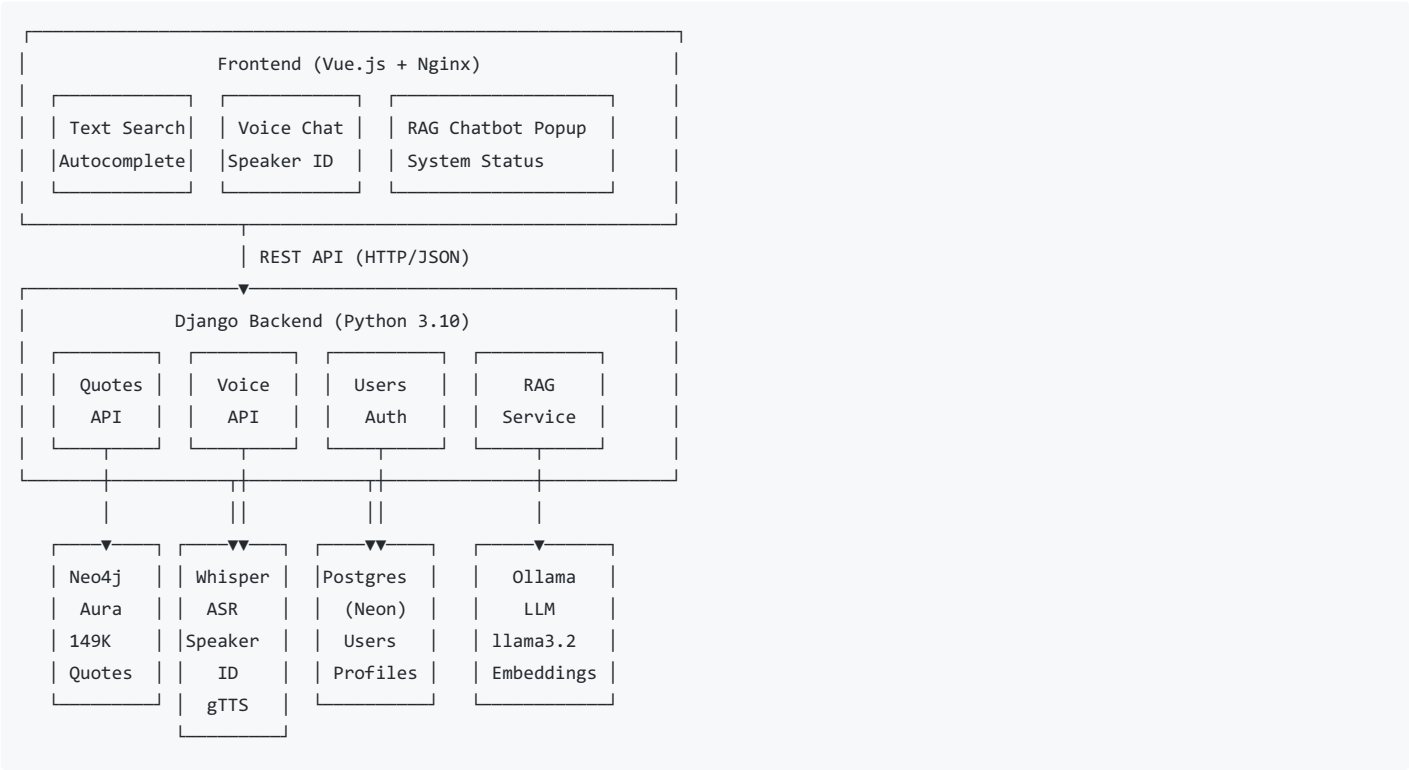 Frontend (Vue.js + Nginx)
Text Search Voice Chat RAG Chatbot Popup
Autocomplete Speaker ID System Status
REST API (HTTP/JSON)
Django Backend (Python 3.10)
Quotes Voice Users RAG
API API Auth Service
Neo4j Whisper Postgres Ollama
Aura ASR (Neon) LLM
149K Speaker Users llama3.2
Quotes ID Profiles Embeddings
gTTS